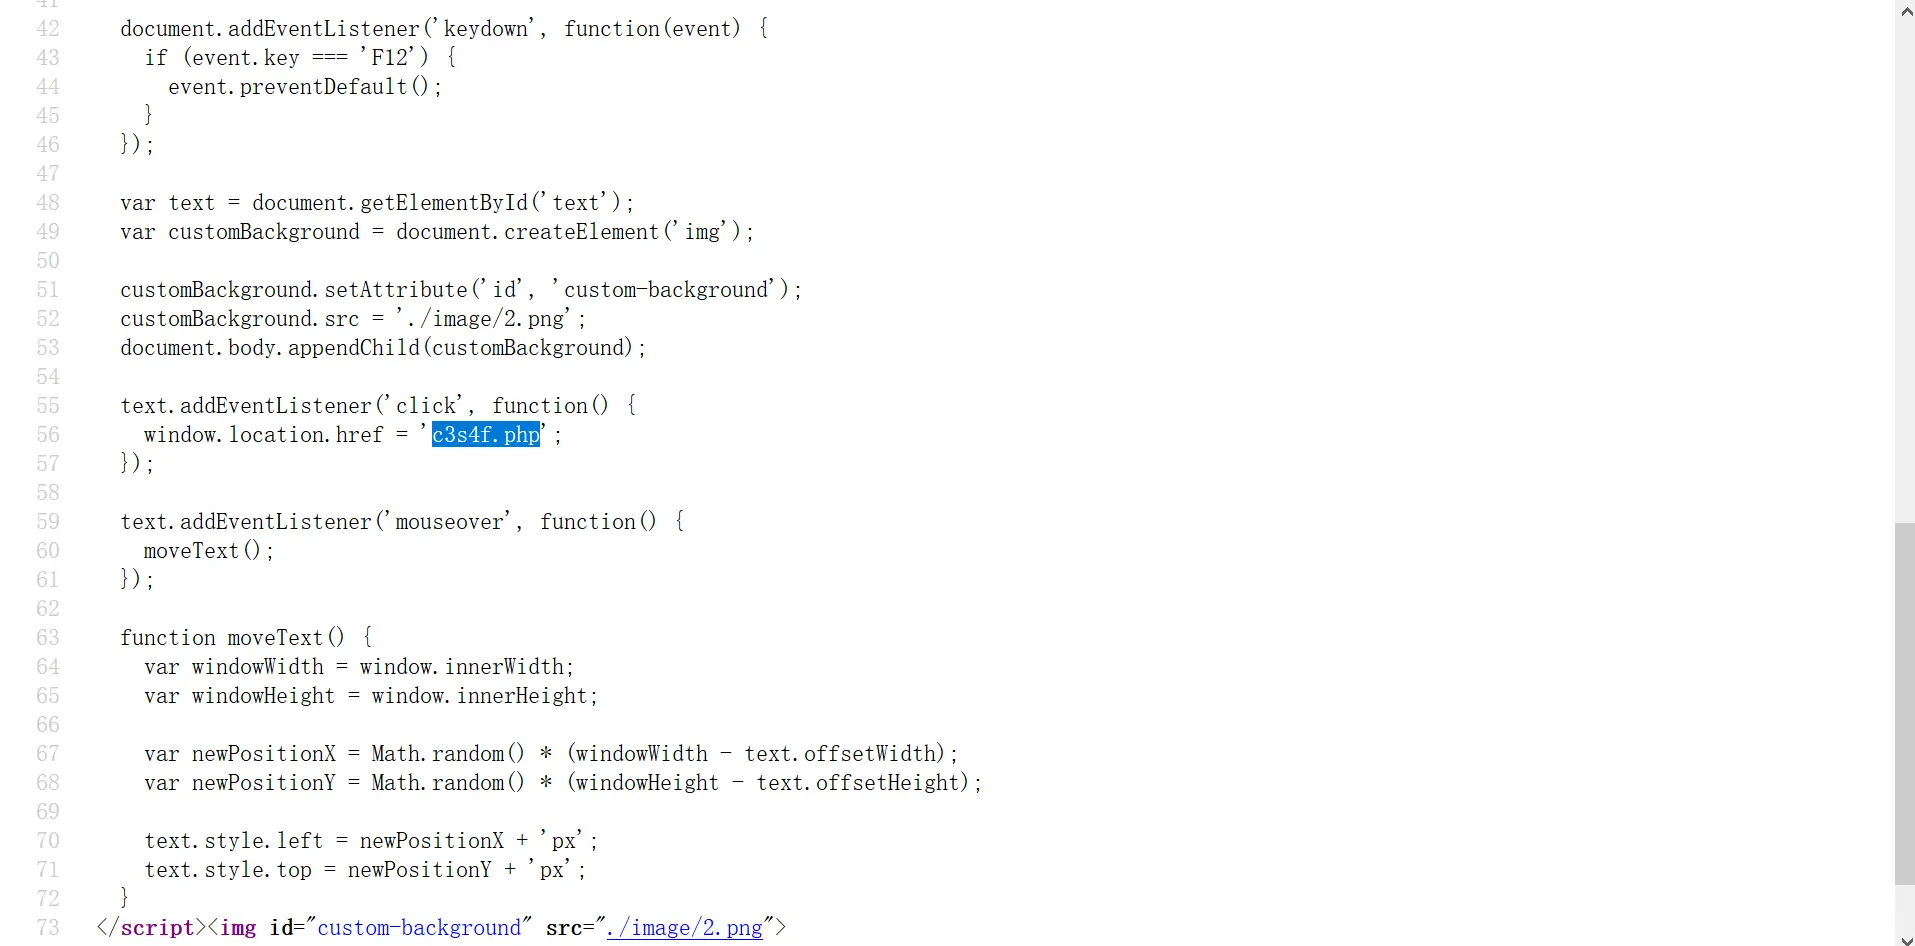 41
42 document.addEventListener('keydown', function(event) {
43 if (event.key === 'F12') {
44 event.preventDefault();
45 }
46 });
47
48 var text = document.getElementById('text');
49 var customBackground = document.createElement('img');
50
51 customBackground.setAttribute('id', 'custom-background');
52 customBackground.src = './image/2.png';
53 document.body.appendChild(customBackground);
54
55 text.addEventListener('click', function() {
56 window.location.href = 'c3s4f.php';
57 });
58
59 text.addEventListener('mouseover', function() {
60 moveText();
61 });
62
63 function moveText() {
64 var windowWidth = window.innerWidth;
65 var windowHeight = window.innerHeight;
66
67 var newPositionX = Math.random() * (windowWidth - text.offsetWidth);
68 var newPositionY = Math.random() * (windowHeight - text.offsetHeight);
69
70 text.style.left = newPositionX + 'px';
71 text.style.top = newPositionY + 'px';
72 }
73 </script><img id="custom-background" src="./image/2.png">